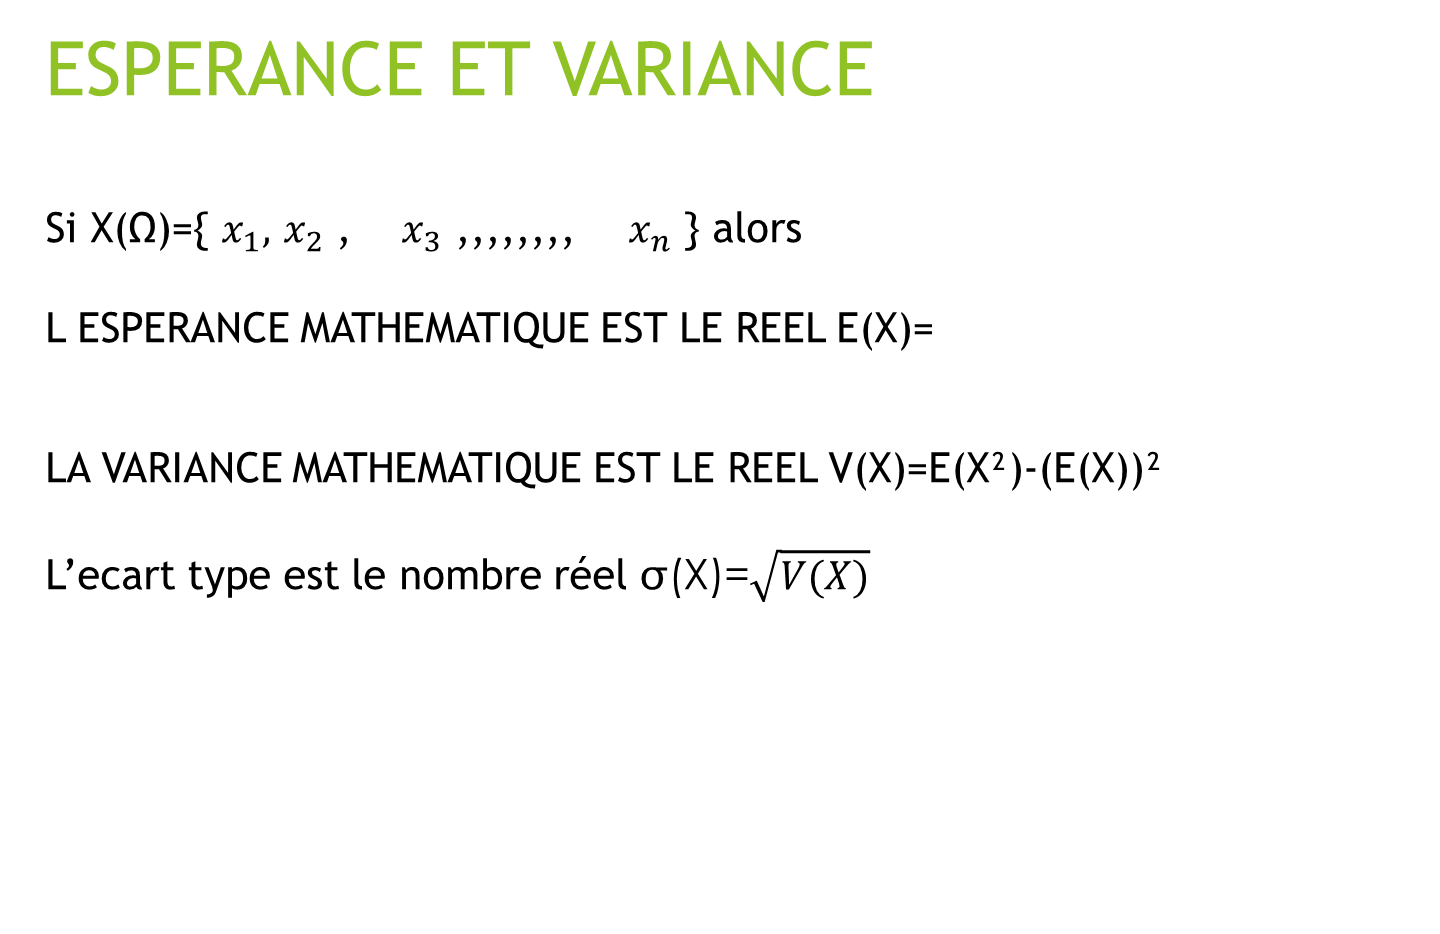 ESPERANCE ET VARIANCE
Si X(Ω)={ 𝑥₁, 𝑥₂ , 𝑥₃ ,,,,,,,, 𝑥ₙ } alors
L ESPERANCE MATHEMATIQUE EST LE REEL E(X)=
LA VARIANCE MATHEMATIQUE EST LE REEL V(X)=E(X²)-(E(X))²
L’ecart type est le nombre réel σ(X)=√𝑉(𝑋)